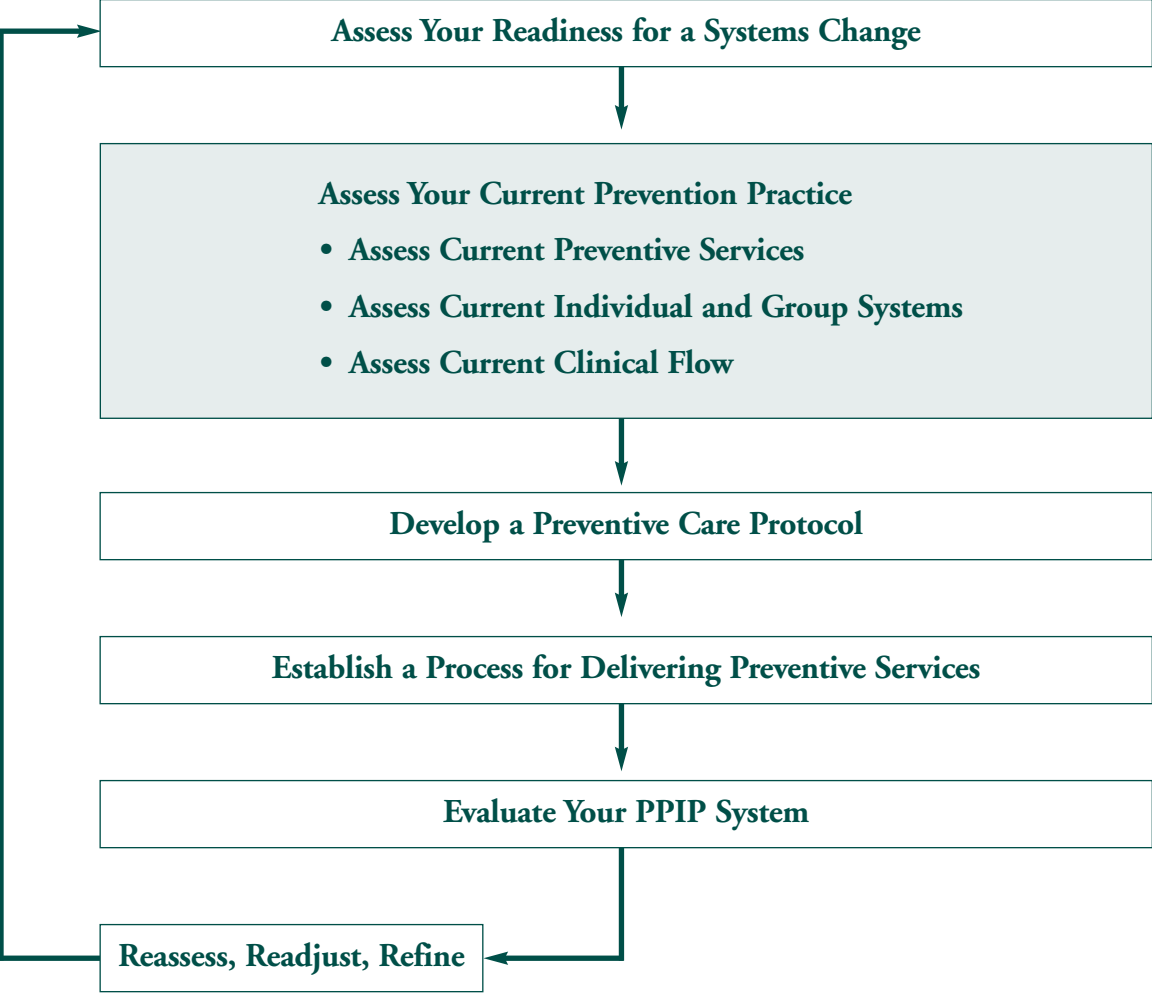 Assess Your Readiness for a Systems Change
Assess Your Current Prevention Practice
• Assess Current Preventive Services
• Assess Current Individual and Group Systems
• Assess Current Clinical Flow
Develop a Preventive Care Protocol
Establish a Process for Delivering Preventive Services
Evaluate Your PPIP System
Reassess, Readjust, Refine